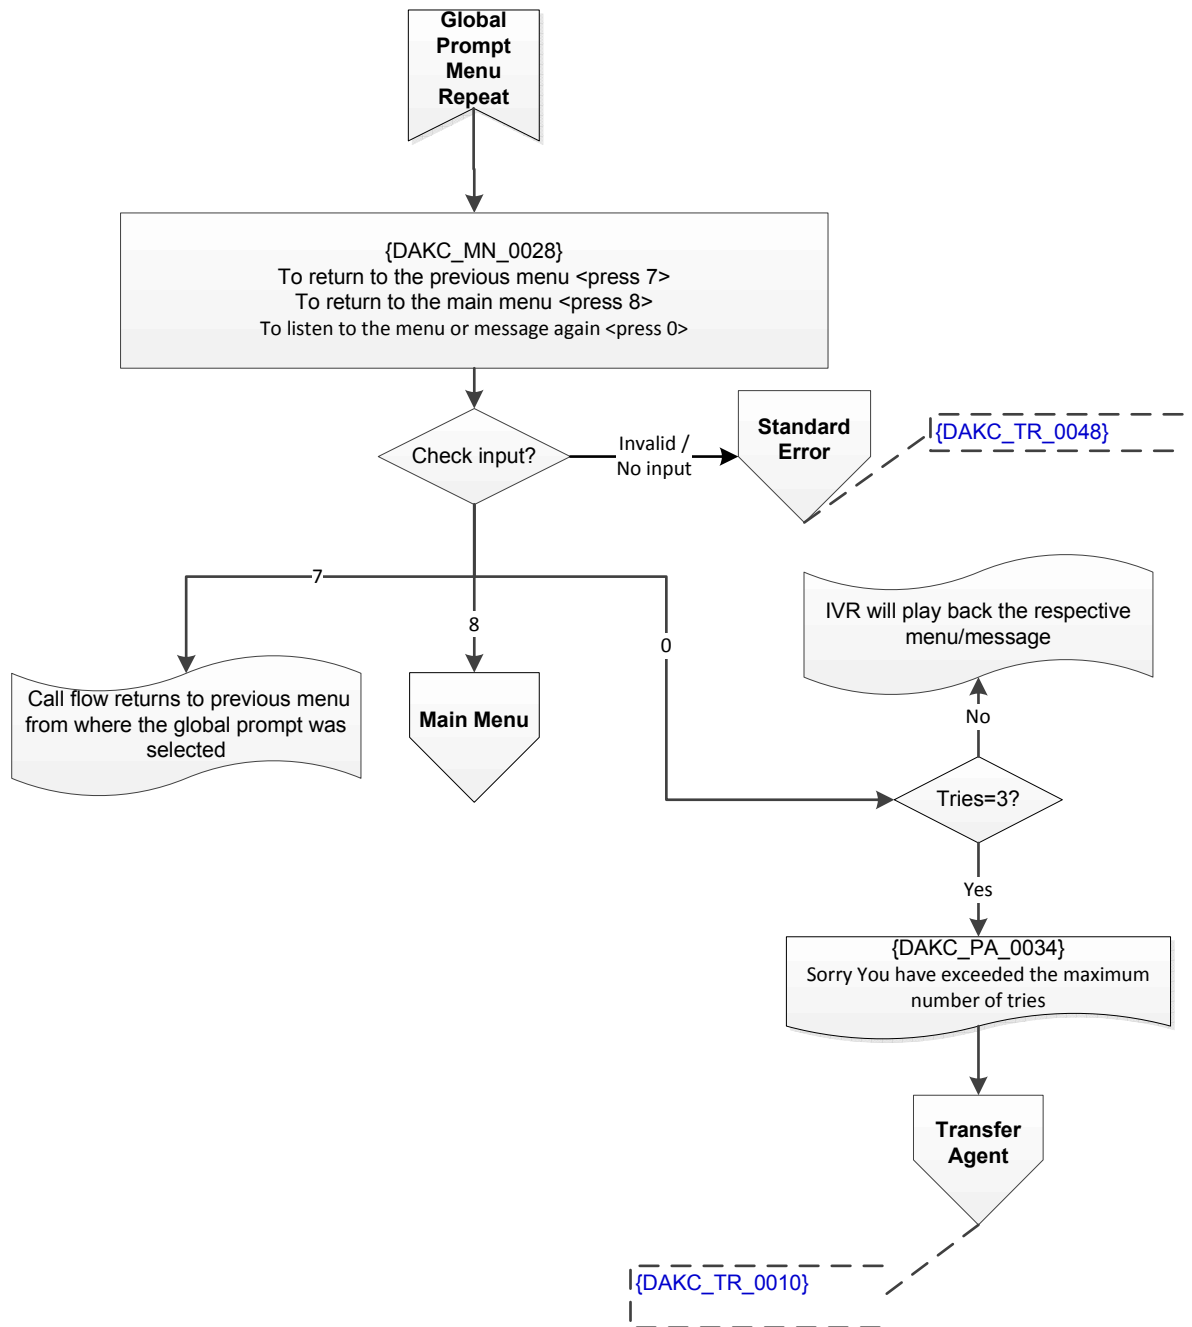 Global
Prompt
Menu
Repeat
{DAKC_MN_0028}
To return to the previous menu <press 7>
To return to the main menu <press 8>
To listen to the menu or message again <press 0>
Check input?
Invalid /
No input
Standard
Error
{DAKC_TR_0048}
7
8
0
IVR will play back the respective
menu/message
Call flow returns to previous menu
from where the global prompt was
selected
Main Menu
No
Tries=3?
Yes
{DAKC_PA_0034}
Sorry You have exceeded the maximum
number of tries
Transfer
Agent
{DAKC_TR_0010}